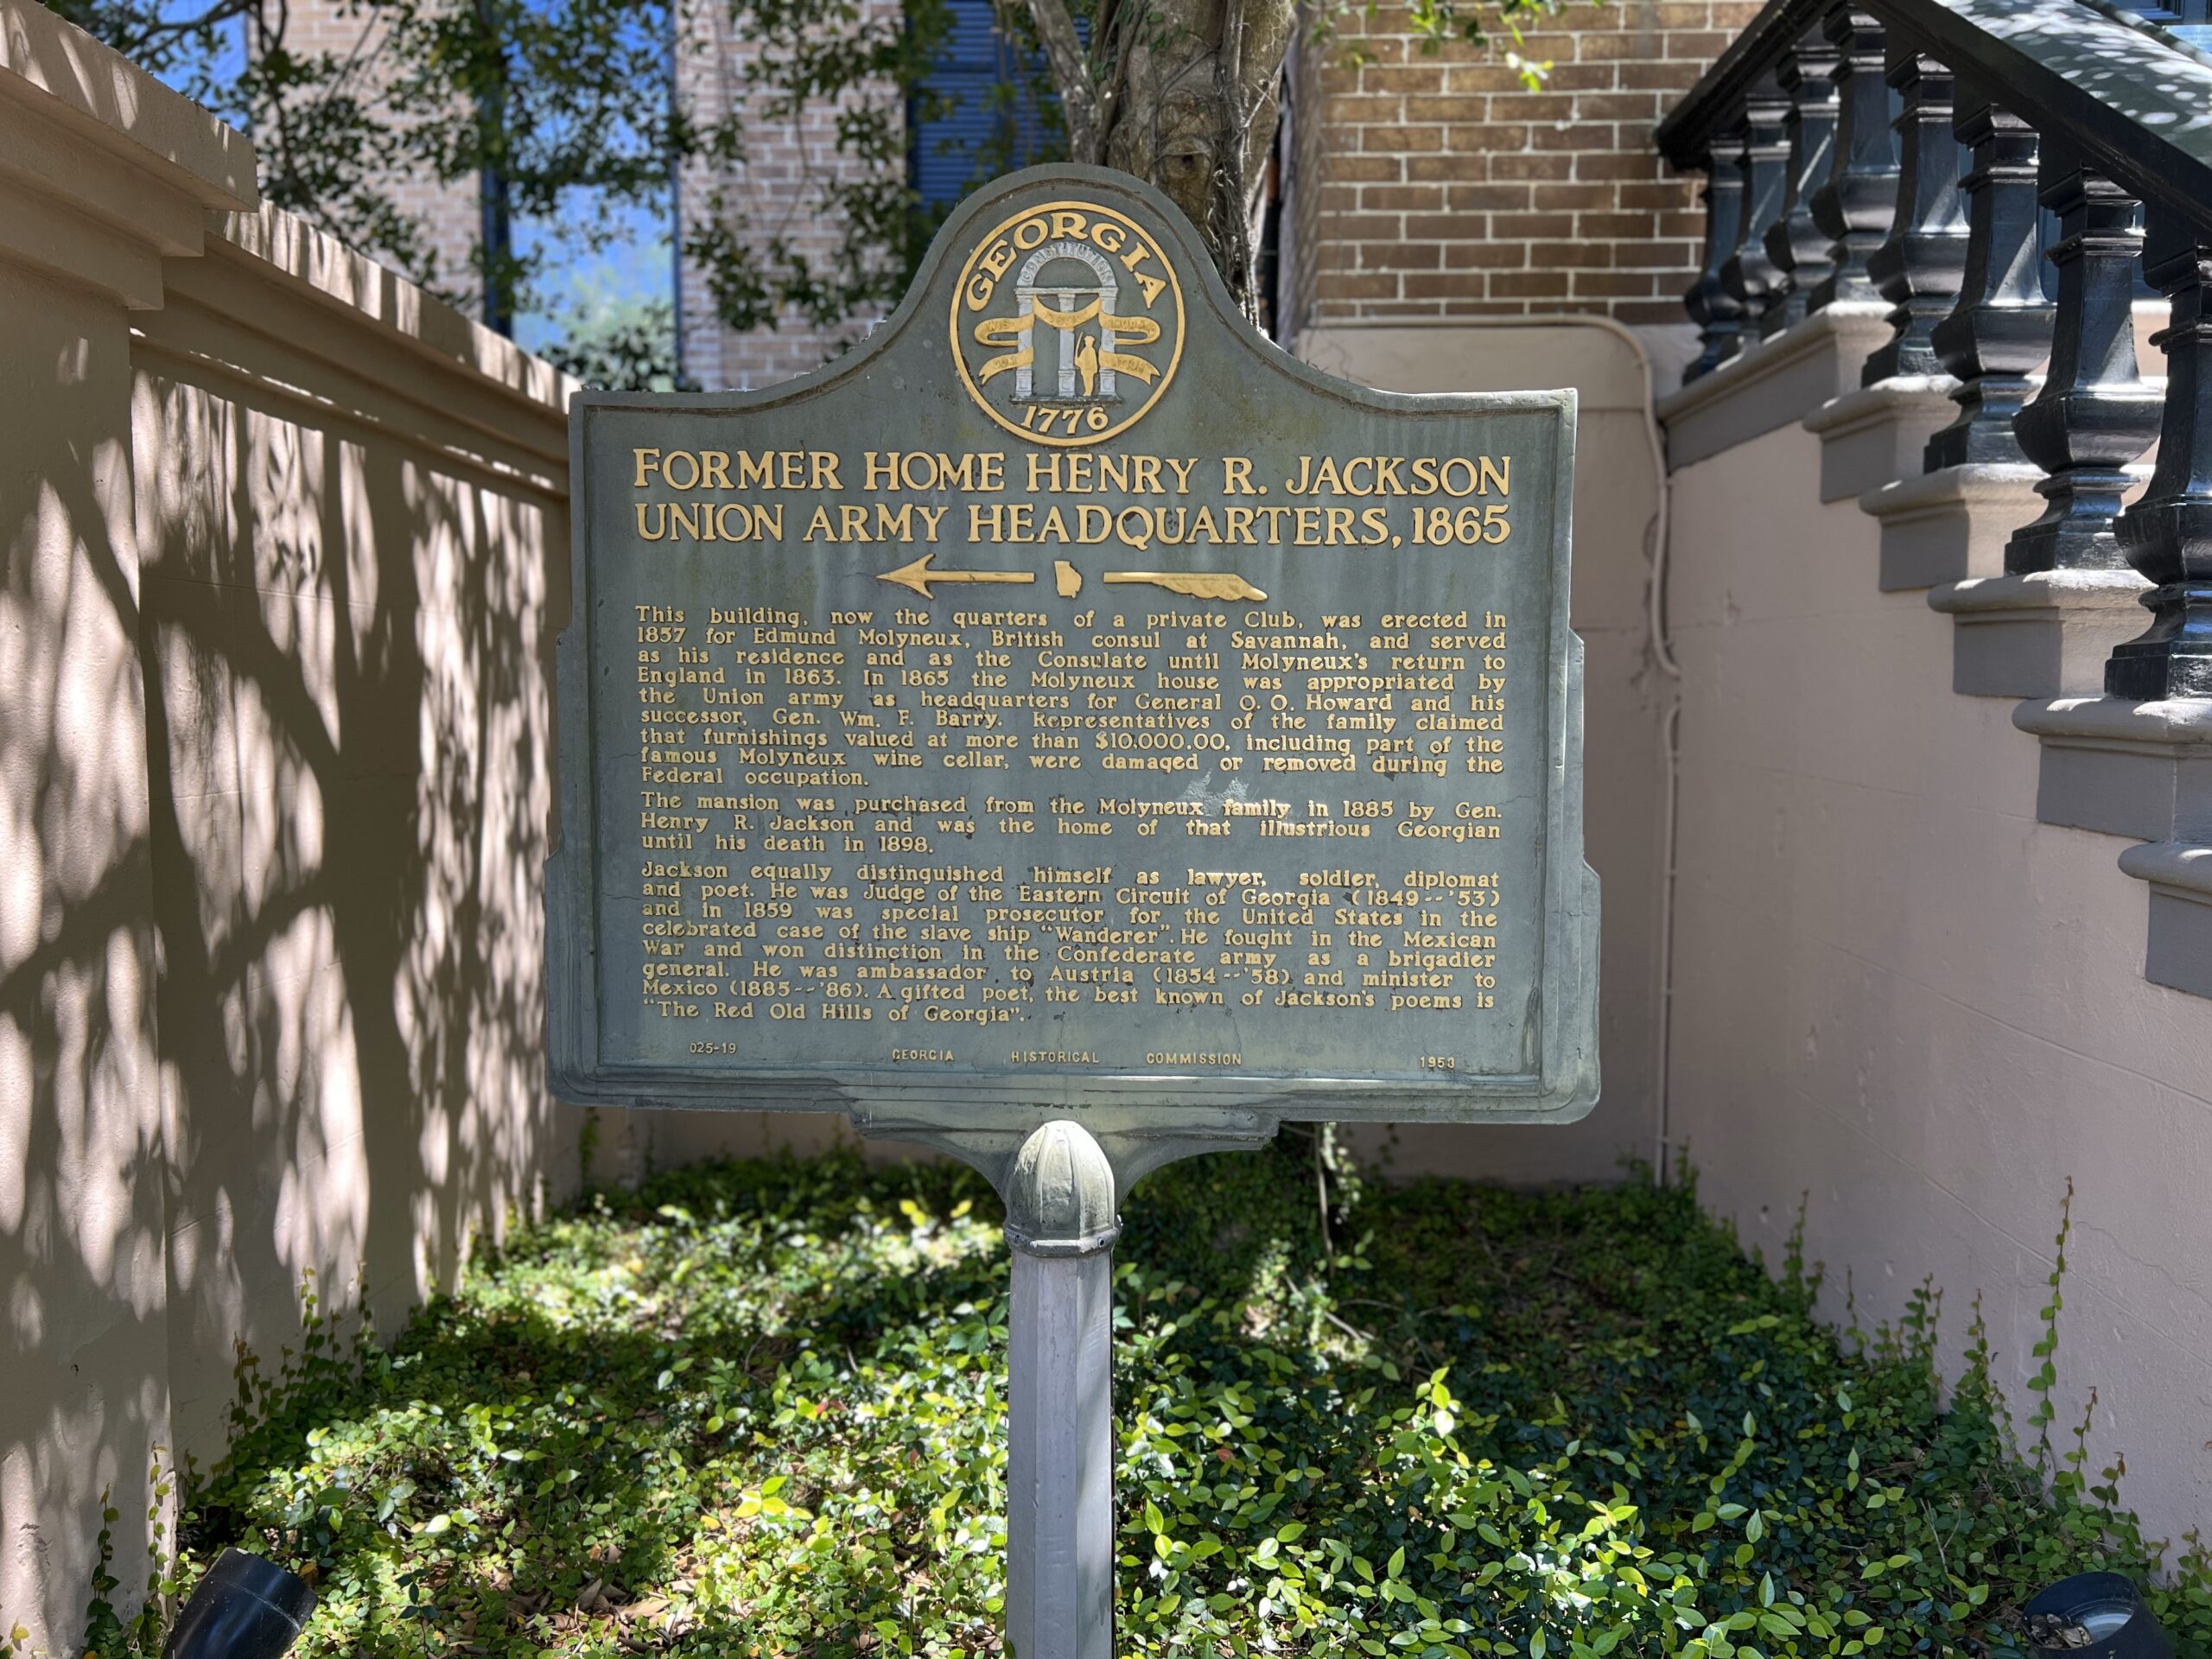 GEORGIA
CONSTITUTION
1776
FORMER HOME HENRY R. JACKSON
UNION ARMY HEADQUARTERS, 1865
This building, now the quarters of a private Club, was erected in
1857 for Edmund Molyneux, British consul at Savannah, and served
as his residence and as the Consulate until Molyneux's return to
England in 1863. In 1865 the Molyneux house was appropriated by
the Union army as headquarters for General O. O. Howard and his
successor, Gen. Wm. F. Barry. Representatives of the family claimed
that furnishings valued at more than $10,000.00, including part of the
famous Molyneux wine cellar, were damaged or removed during the
Federal occupation.
The mansion was purchased from the Molyneux family in 1885 by Gen.
Henry R. Jackson and was the home of that illustrious Georgian
until his death in 1898.
Jackson equally distinguished himself as lawyer, soldier, diplomat
and poet. He was Judge of the Eastern Circuit of Georgia (1849--'53)
and in 1859 was special prosecutor for the United States in the
celebrated case of the slave ship "Wanderer". He fought in the Mexican
War and won distinction in the Confederate army as a brigadier
general. He was ambassador to Austria (1854--'58) and minister to
Mexico (1885--'86). A gifted poet, the best known of Jackson's poems is
"The Red Old Hills of Georgia".
025-19 GEORGIA HISTORICAL COMMISSION 1953